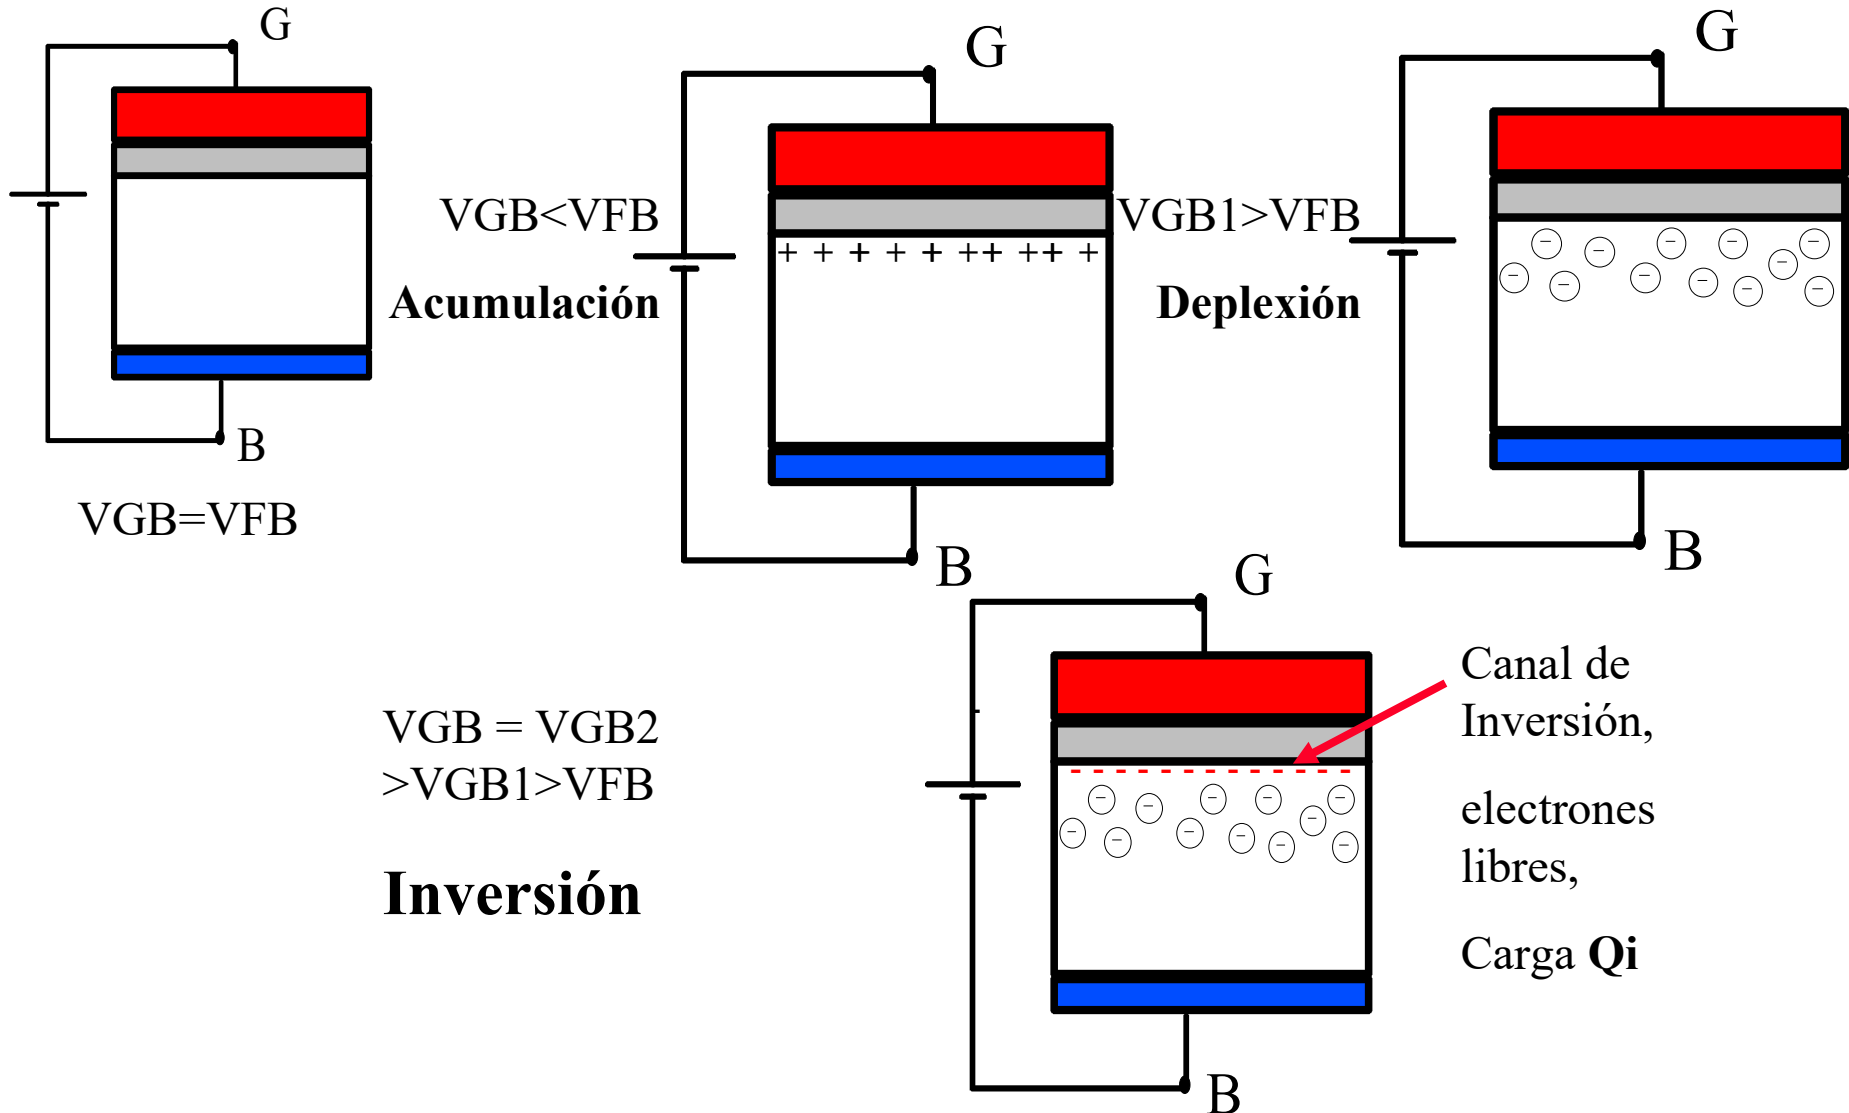 G
B
VGB=VFB
G
VGB<VFB
+ + + + + ++ ++ +
Acumulación
B
G
VGB1>VFB
− − − − − − − − − − − −
Deplexión
B
G
VGB = VGB2
>VGB1>VFB
Inversión
- - - - - - - - - - - - -
− − − − − − − − − − − −
B
Canal de
Inversión,
electrones
libres,
Carga Qi